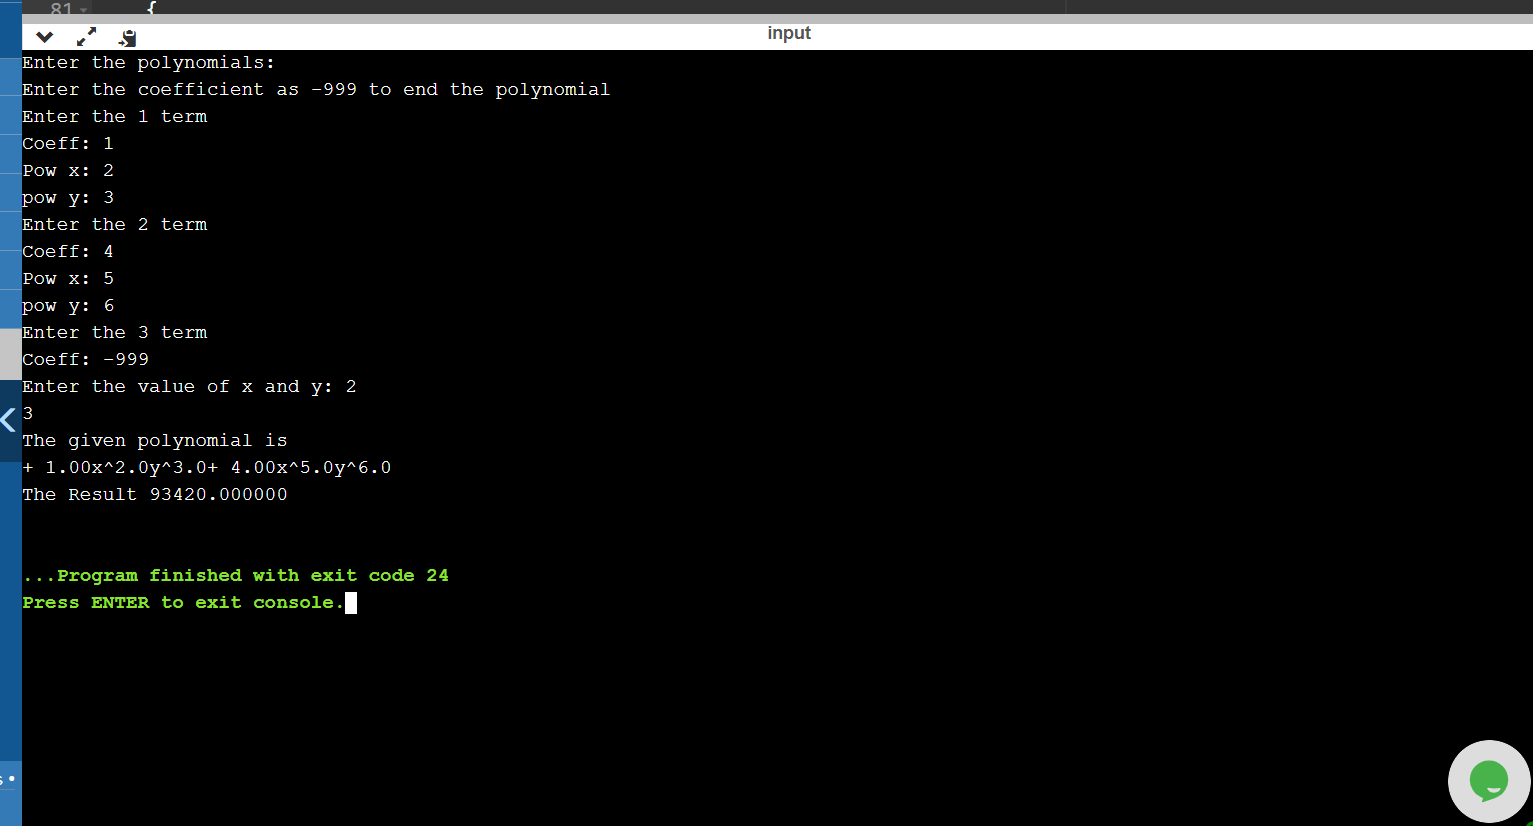 81 {
input
Enter the polynomials:
Enter the coefficient as -999 to end the polynomial
Enter the 1 term
Coeff: 1
Pow x: 2
pow y: 3
Enter the 2 term
Coeff: 4
Pow x: 5
pow y: 6
Enter the 3 term
Coeff: -999
Enter the value of x and y: 2
3
The given polynomial is
+ 1.00x^2.0y^3.0+ 4.00x^5.0y^6.0
The Result 93420.000000
...Program finished with exit code 24
Press ENTER to exit console.
s •